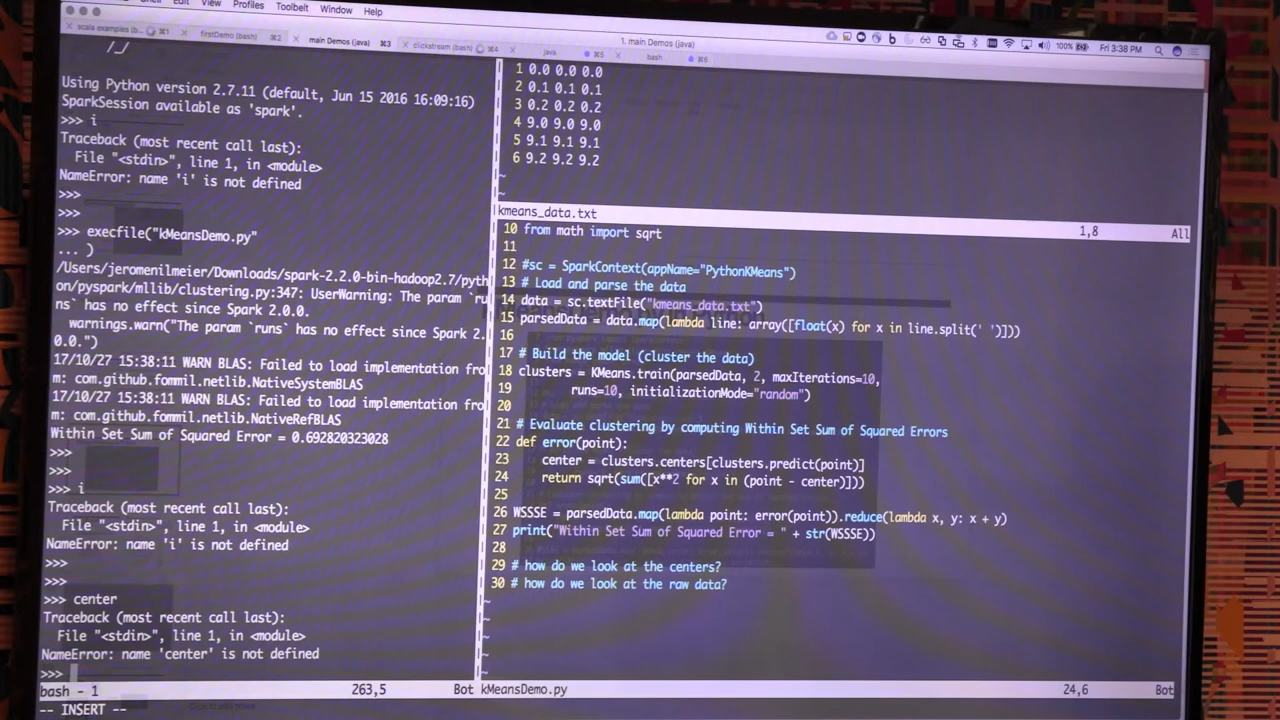 Shell Edit View Profiles Toolbelt Window Help
100% Fri 3:38 PM
1. main Demos (java)
scala examples (b... ⌘1 firstDemo (bash) ⌘2 main Demos (java) ⌘3 clickstream (bash) ⌘4 java ⌘5 bash ⌘6
/_/
Using Python version 2.7.11 (default, Jun 15 2016 16:09:16)
SparkSession available as 'spark'.
>>> i
Traceback (most recent call last):
File "<stdin>", line 1, in <module>
NameError: name 'i' is not defined
>>>
>>>
>>> execfile("kMeansDemo.py"
... )
/Users/jeromenilmeier/Downloads/spark-2.2.0-bin-hadoop2.7/pyth
on/pyspark/mllib/clustering.py:347: UserWarning: The param `ru
ns` has no effect since Spark 2.0.0.
warnings.warn("The param `runs` has no effect since Spark 2.
0.0.")
17/10/27 15:38:11 WARN BLAS: Failed to load implementation fro
m: com.github.fommil.netlib.NativeSystemBLAS
17/10/27 15:38:11 WARN BLAS: Failed to load implementation fro
m: com.github.fommil.netlib.NativeRefBLAS
Within Set Sum of Squared Error = 0.692820323028
>>>
>>>
>>> i
Traceback (most recent call last):
File "<stdin>", line 1, in <module>
NameError: name 'i' is not defined
>>>
>>>
>>> center
Traceback (most recent call last):
File "<stdin>", line 1, in <module>
NameError: name 'center' is not defined
>>>
bash - 1 263,5 Bot
-- INSERT --
1 0.0 0.0 0.0
2 0.1 0.1 0.1
3 0.2 0.2 0.2
4 9.0 9.0 9.0
5 9.1 9.1 9.1
6 9.2 9.2 9.2
~
~
kmeans_data.txt 1,8 All
10 from math import sqrt
11
12 #sc = SparkContext(appName="PythonKMeans")
13 # Load and parse the data
14 data = sc.textFile("kmeans_data.txt")
15 parsedData = data.map(lambda line: array([float(x) for x in line.split(' ')]))
16
17 # Build the model (cluster the data)
18 clusters = KMeans.train(parsedData, 2, maxIterations=10,
19 runs=10, initializationMode="random")
20
21 # Evaluate clustering by computing Within Set Sum of Squared Errors
22 def error(point):
23 center = clusters.centers[clusters.predict(point)]
24 return sqrt(sum([x**2 for x in (point - center)]))
25
26 WSSSE = parsedData.map(lambda point: error(point)).reduce(lambda x, y: x + y)
27 print("Within Set Sum of Squared Error = " + str(WSSSE))
28
29 # how do we look at the centers?
30 # how do we look at the raw data?
~
~
~
~
~
kMeansDemo.py 24,6 Bot